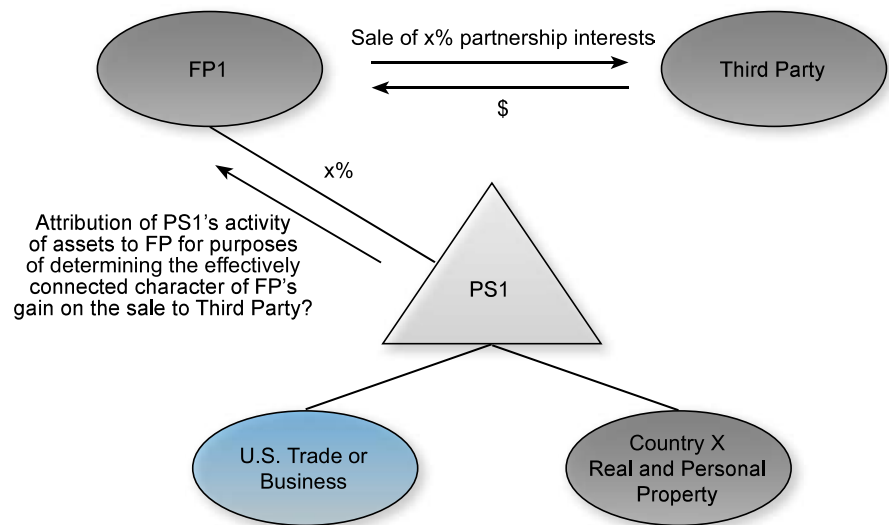 Sale of x% partnership interests
FP1
Third Party
$
x%
Attribution of PS1's activity
of assets to FP for purposes
of determining the effectively
connected character of FP's
gain on the sale to Third Party?
PS1
U.S. Trade or
Business
Country X
Real and Personal
Property